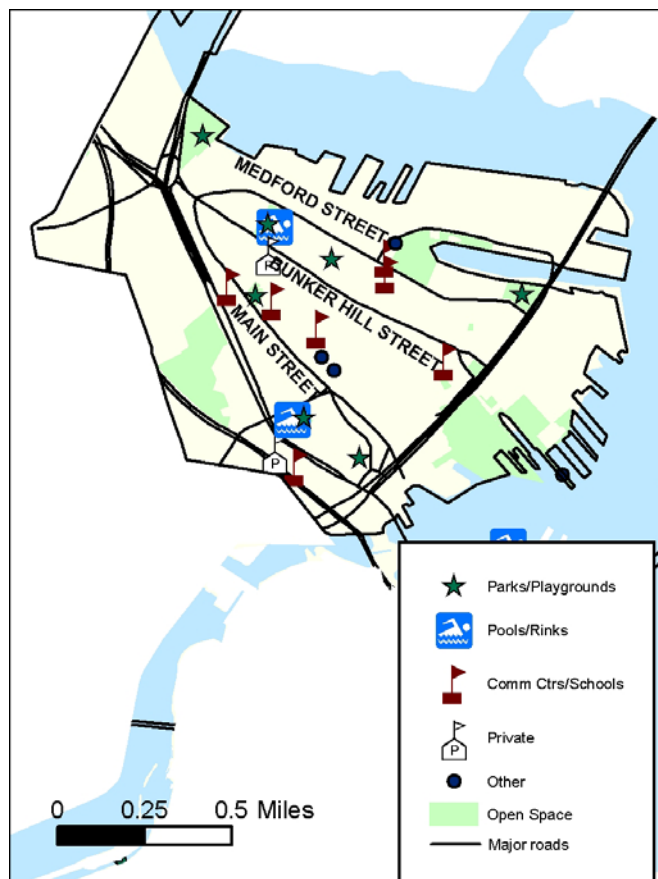 MEDFORD STREET
P
BUNKER HILL STREET
MAIN STREET
P
Parks/Playgrounds
Pools/Rinks
Comm Ctrs/Schools
P
Private
Other
Open Space
Major roads
0 0.25 0.5 Miles